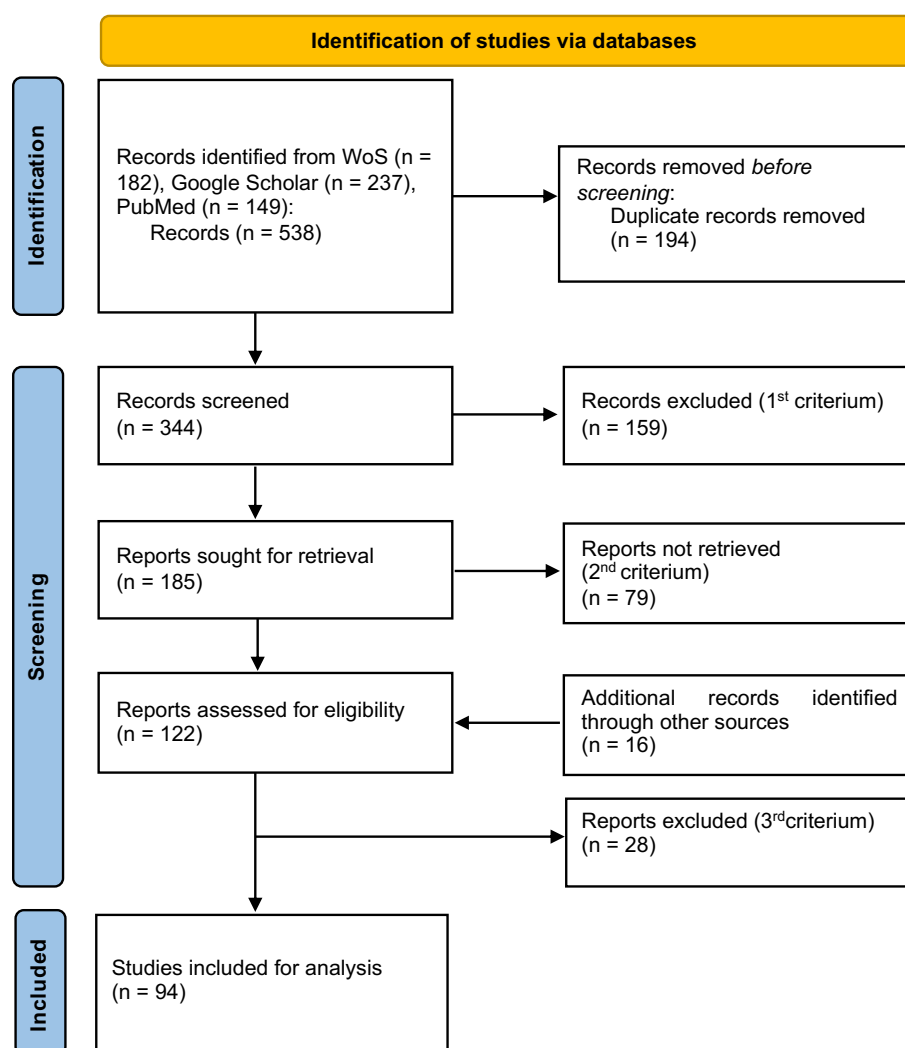 Identification of studies via databases
Identification
Records identified from WoS (n =
182), Google Scholar (n = 237),
PubMed (n = 149):
Records (n = 538)
Records removed before
screening:
Duplicate records removed
(n = 194)
Screening
Records screened
(n = 344)
Records excluded (1st criterium)
(n = 159)
Reports sought for retrieval
(n = 185)
Reports not retrieved
(2nd criterium)
(n = 79)
Reports assessed for eligibility
(n = 122)
Additional records identified
through other sources
(n = 16)
Reports excluded (3rdcriterium)
(n = 28)
Included
Studies included for analysis
(n = 94)